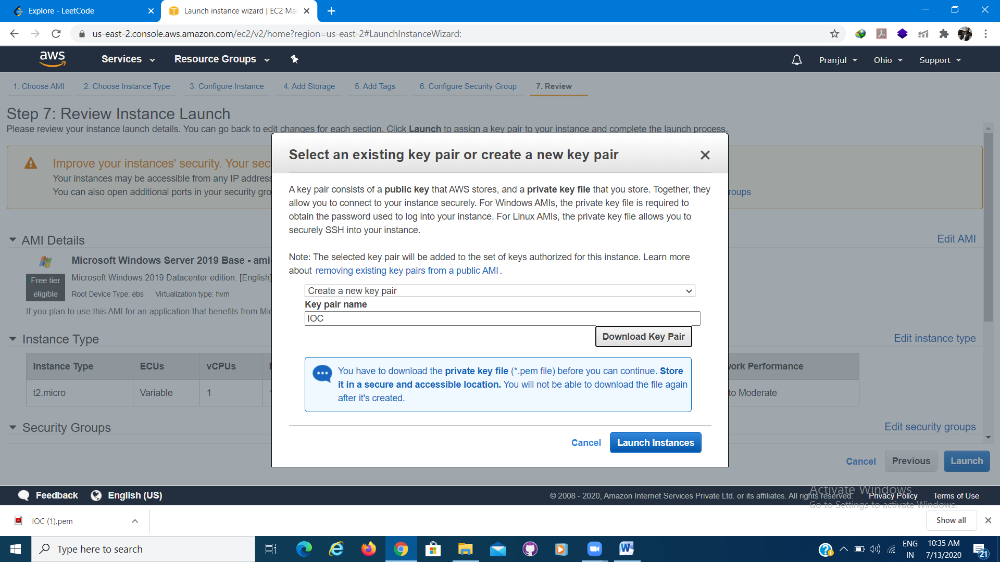 Explore - LeetCode
Launch instance wizard | EC2 Mar
us-east-2.console.aws.amazon.com/ec2/v2/home?region=us-east-2#LaunchInstanceWizard:
aws Services Resource Groups Pranjul Ohio Support
1. Choose AMI 2. Choose Instance Type 3. Configure Instance 4. Add Storage 5. Add Tags 6. Configure Security Group 7. Review
Step 7: Review Instance Launch
Please review your instance launch details. You can go back to edit changes for each section. Click Launch to assign a key pair to your instance and complete the launch process.
Improve your instances' security. Your sec
Your instances may be accessible from any IP address
You can also open additional ports in your security gro
roups
AMI Details
Edit AMI
Microsoft Windows Server 2019 Base - ami-
Free tier
eligible
Microsoft Windows 2019 Datacenter edition. [English]
Root Device Type: ebs Virtualization type: hvm
If you plan to use this AMI for an application that benefits from Mic
Instance Type
Edit instance type
Instance Type ECUs vCPUs
work Performance
t2.micro Variable 1
to Moderate
Security Groups
Edit security groups
Cancel Previous Launch
Select an existing key pair or create a new key pair
A key pair consists of a public key that AWS stores, and a private key file that you store. Together, they
allow you to connect to your instance securely. For Windows AMIs, the private key file is required to
obtain the password used to log into your instance. For Linux AMIs, the private key file allows you to
securely SSH into your instance.
Note: The selected key pair will be added to the set of keys authorized for this instance. Learn more
about removing existing key pairs from a public AMI.
Create a new key pair
Key pair name
IOC
Download Key Pair
You have to download the private key file (*.pem file) before you can continue. Store
it in a secure and accessible location. You will not be able to download the file again
after it's created.
Cancel Launch Instances
Feedback English (US) © 2008 - 2020, Amazon Internet Services Private Ltd. or its affiliates. All rights reserved. Privacy Policy Terms of Use
Activate Windows
Go to Settings to activate Windows.
IOC (1).pem
Show all
Type here to search
ENG
IN
10:35 AM
7/13/2020
21